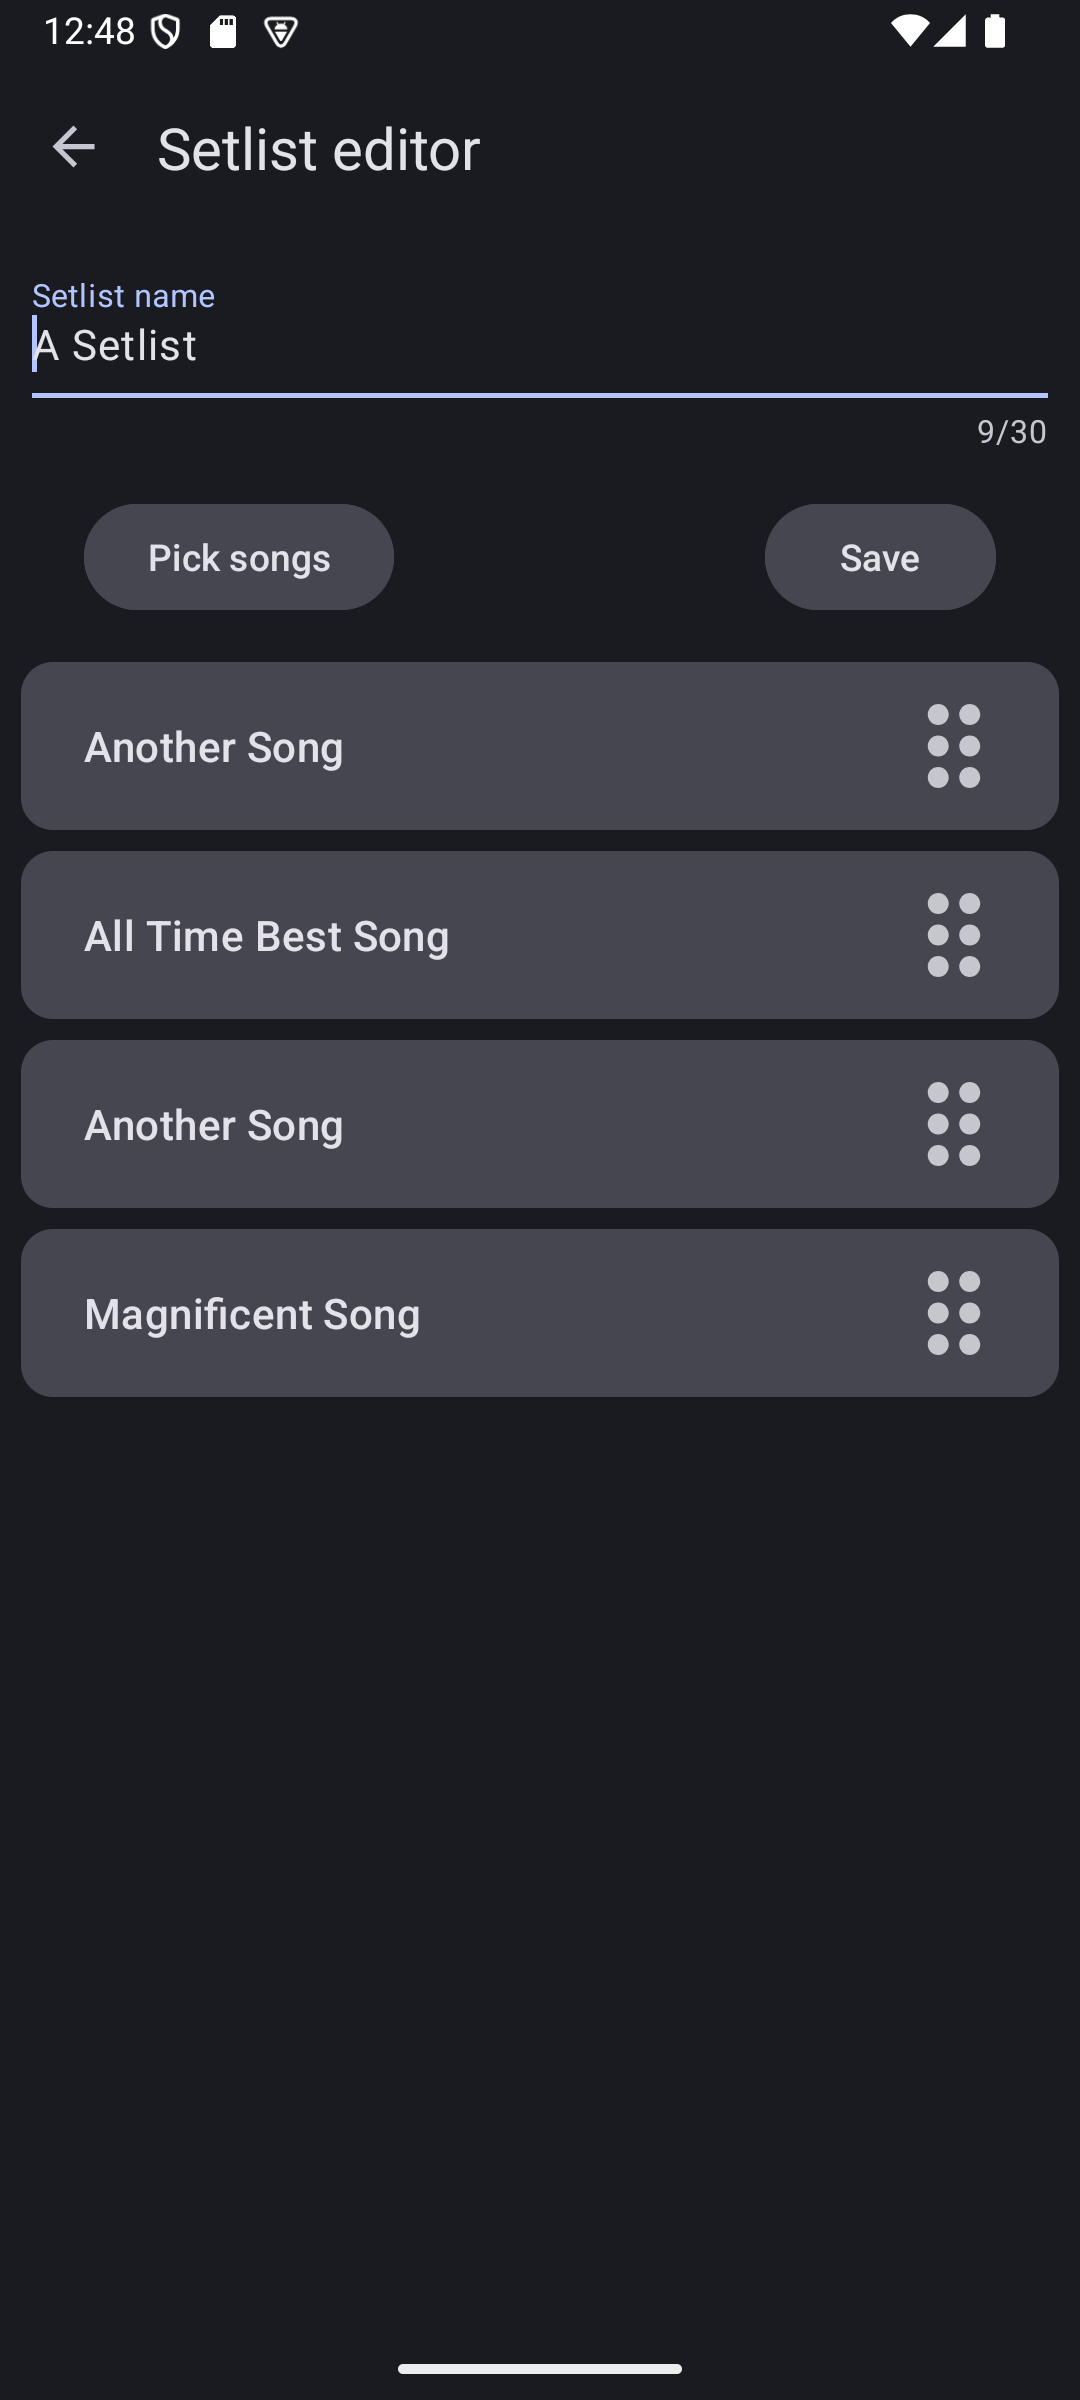 12:48
Setlist editor
Setlist name
A Setlist
9/30
Pick songs
Save
Another Song
All Time Best Song
Another Song
Magnificent Song